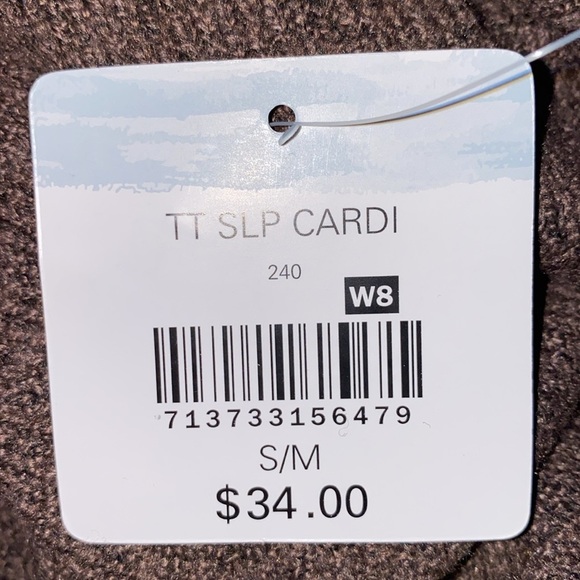 TT SLP CARDI
240
W8
713733156479
S/M
$34.00